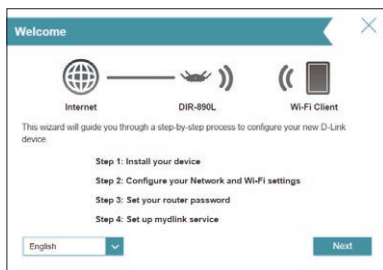 Welcome
Internet DIR-890L Wi-Fi Client
This wizard will guide you through a step-by-step process to configure your new D-Link
device.
Step 1: Install your device
Step 2: Configure your Network and Wi-Fi settings
Step 3: Set your router password
Step 4: Set up mydlink service
English Next